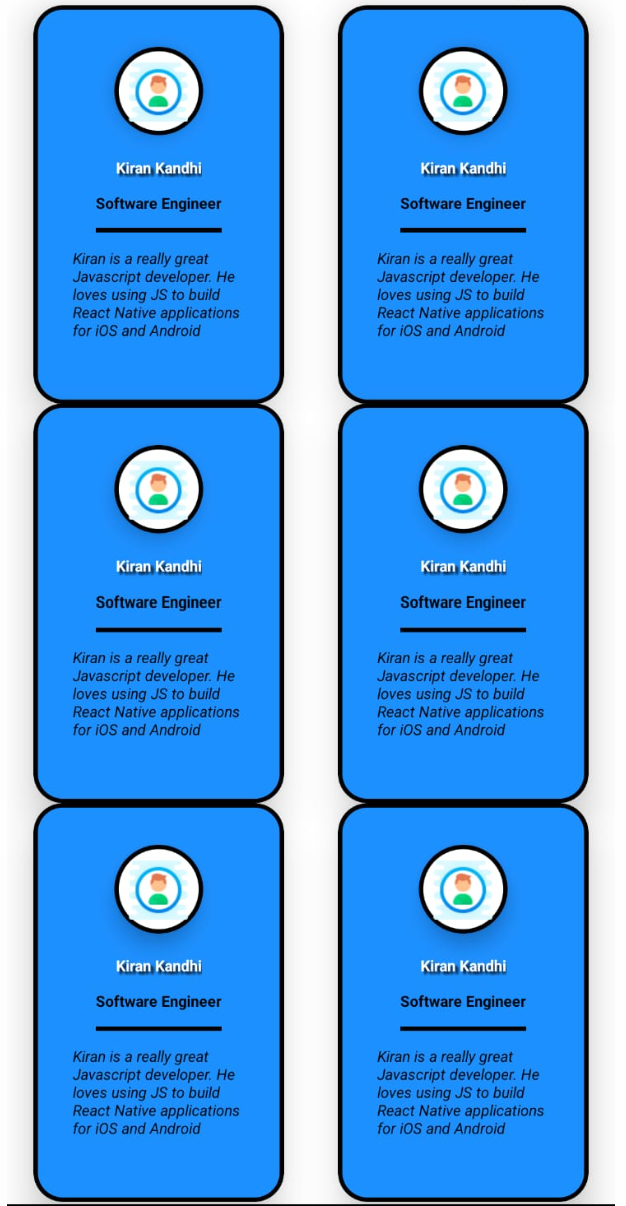 Kiran Kandhi
Software Engineer
Kiran is a really great
Javascript developer. He
loves using JS to build
React Native applications
for iOS and Android
Kiran Kandhi
Software Engineer
Kiran is a really great
Javascript developer. He
loves using JS to build
React Native applications
for iOS and Android
Kiran Kandhi
Software Engineer
Kiran is a really great
Javascript developer. He
loves using JS to build
React Native applications
for iOS and Android
Kiran Kandhi
Software Engineer
Kiran is a really great
Javascript developer. He
loves using JS to build
React Native applications
for iOS and Android
Kiran Kandhi
Software Engineer
Kiran is a really great
Javascript developer. He
loves using JS to build
React Native applications
for iOS and Android
Kiran Kandhi
Software Engineer
Kiran is a really great
Javascript developer. He
loves using JS to build
React Native applications
for iOS and Android